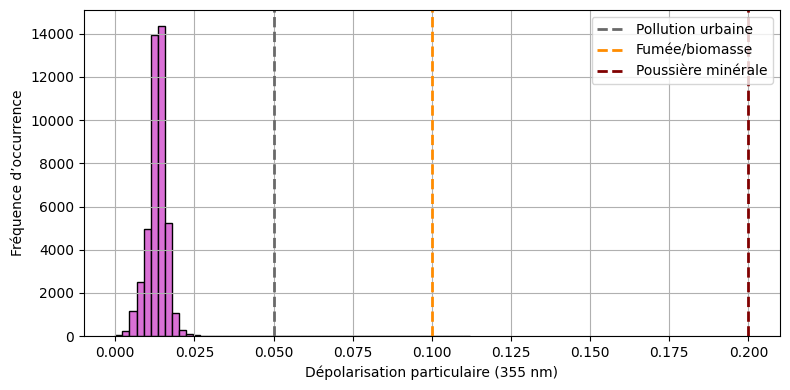 Pollution urbaine
Fumée/biomasse
Poussière minérale
Fréquence d'occurrence
14000
12000
10000
8000
6000
4000
2000
0
0.000 0.025 0.050 0.075 0.100 0.125 0.150 0.175 0.200
Dépolarisation particulaire (355 nm)